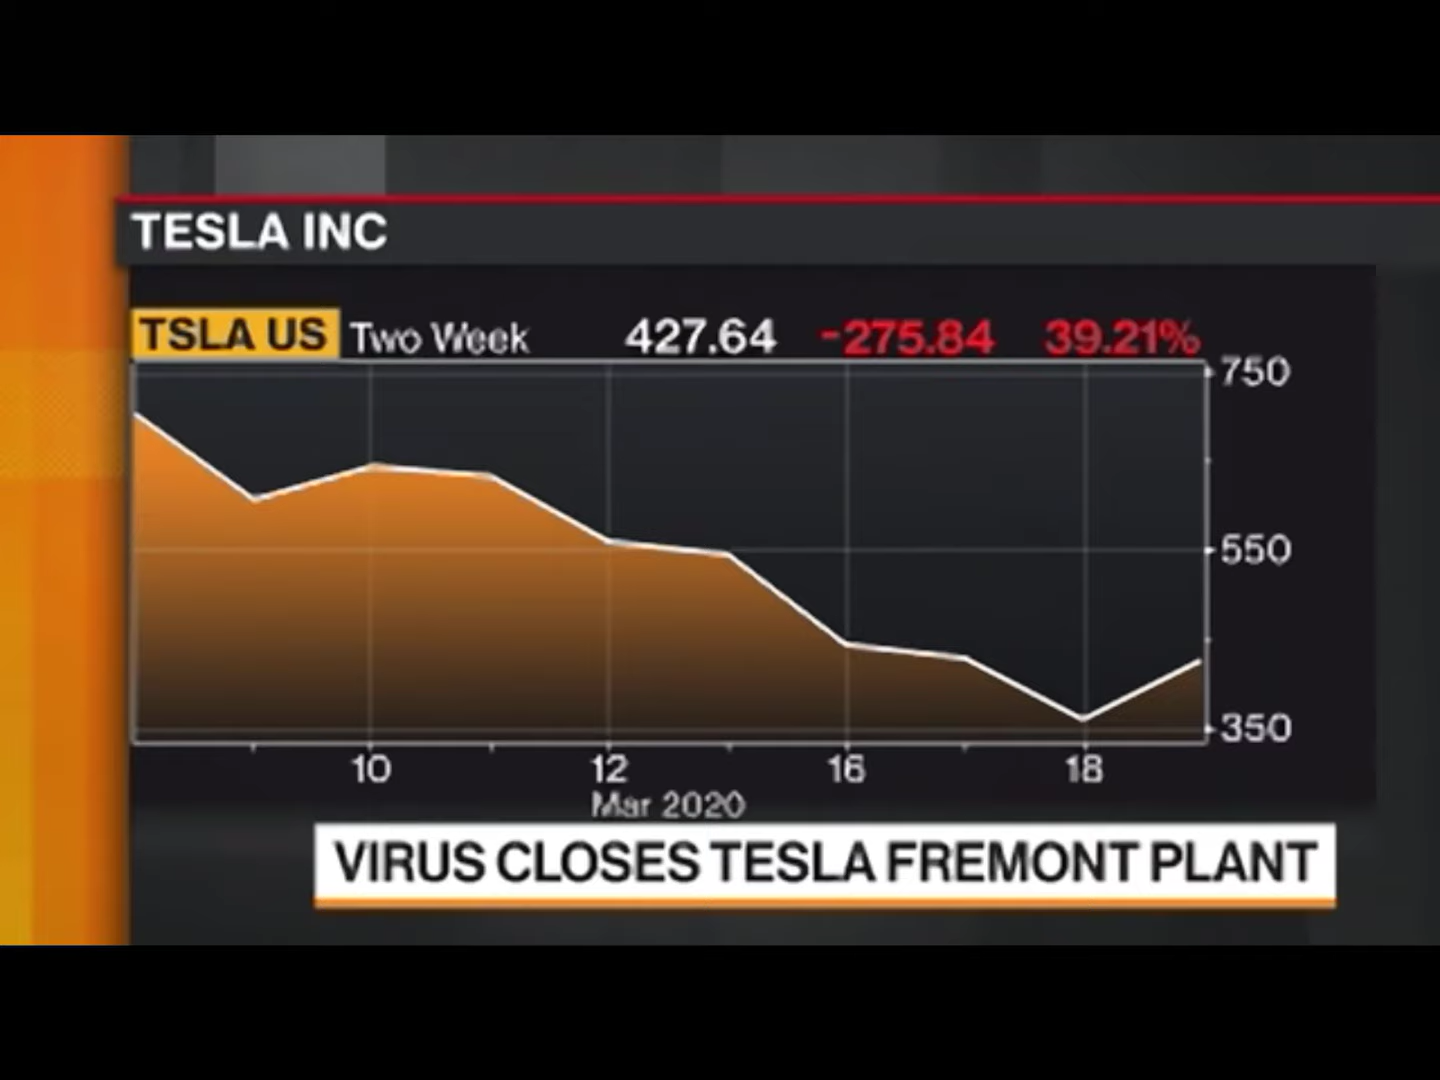 TESLA INC
TSLA US Two Week 427.64 -275.84 39.21%
750
550
350
10 12 16 18
Mar 2020
VIRUS CLOSES TESLA FREMONT PLANT